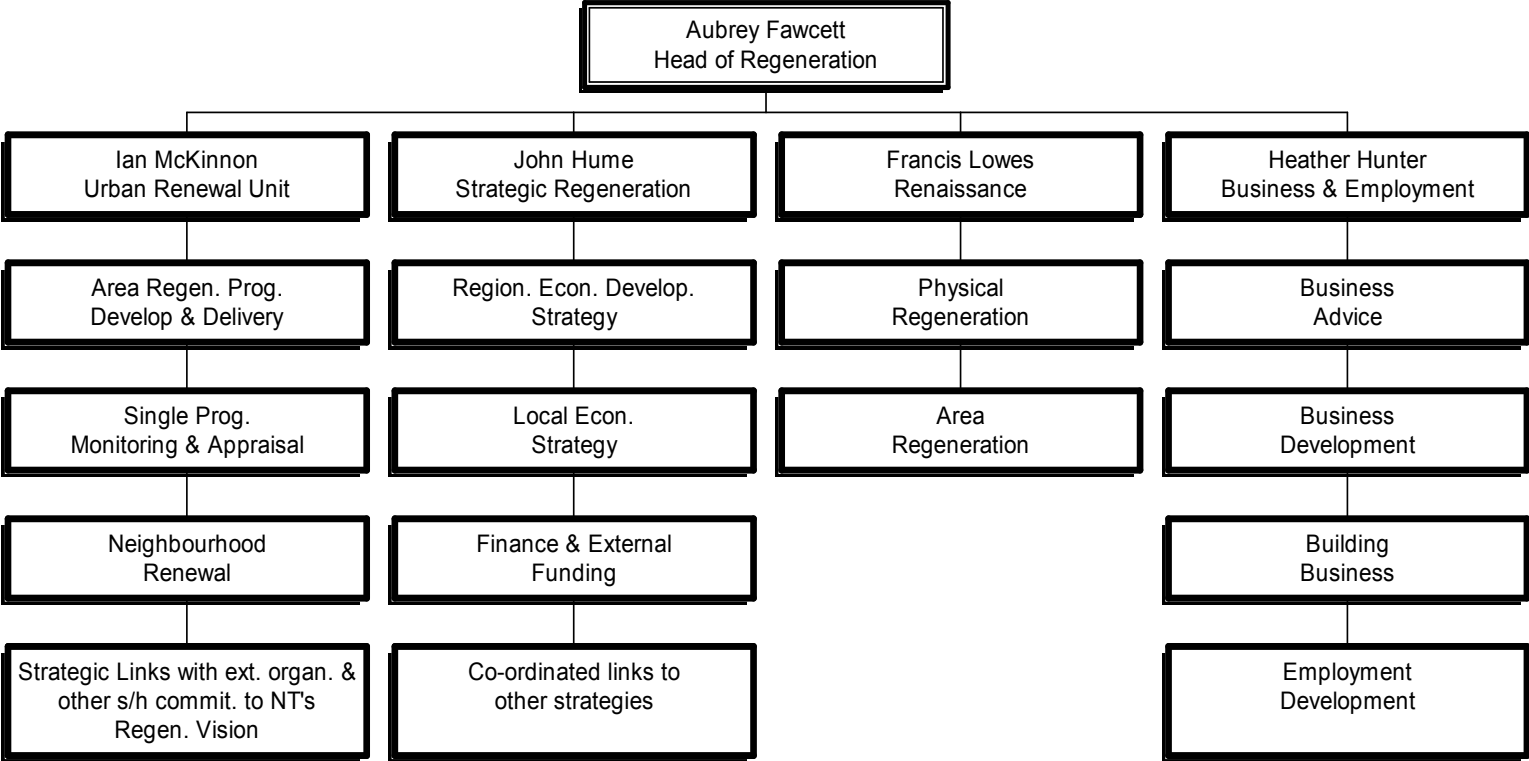 Aubrey Fawcett
Head of Regeneration
Ian McKinnon
Urban Renewal Unit
John Hume
Strategic Regeneration
Francis Lowes
Renaissance
Heather Hunter
Business & Employment
Area Regen. Prog.
Develop & Delivery
Region. Econ. Develop.
Strategy
Physical
Regeneration
Business
Advice
Single Prog.
Monitoring & Appraisal
Local Econ.
Strategy
Area
Regeneration
Business
Development
Neighbourhood
Renewal
Finance & External
Funding
Building
Business
Strategic Links with ext. organ. &
other s/h commit. to NT's
Regen. Vision
Co-ordinated links to
other strategies
Employment
Development